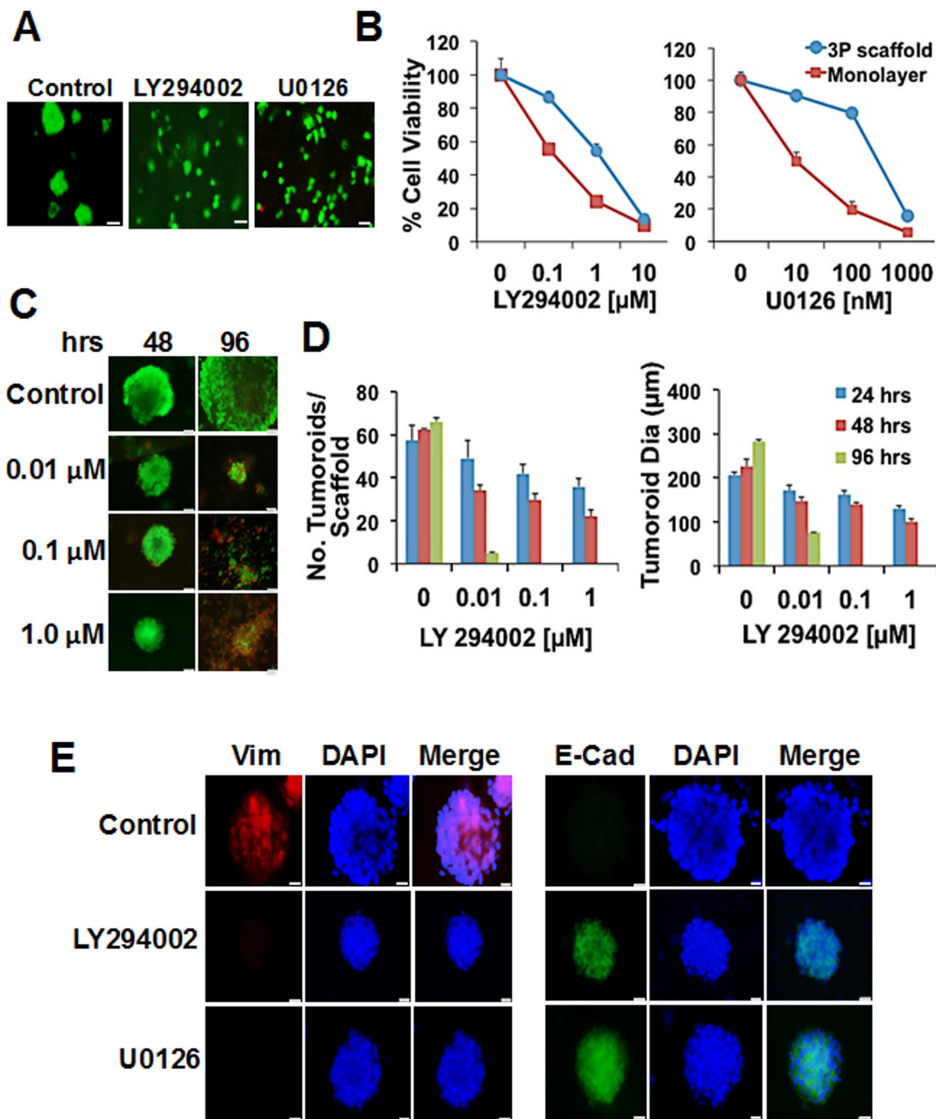 A
Control LY294002 U0126
B
% Cell Viability
120
100
80
60
40
20
0
0 0.1 1 10
LY294002 [µM]
120
100
80
60
40
20
0
0 10 100 1000
U0126 [nM]
3P scaffold
Monolayer
C
hrs 48 96
Control
0.01 µM
0.1 µM
1.0 µM
D
No. Tumoroids/
Scaffold
80
60
40
20
0
0 0.01 0.1 1
LY 294002 [µM]
Tumoroid Dia (µm)
400
300
200
100
0
0 0.01 0.1 1
LY 294002 [µM]
24 hrs
48 hrs
96 hrs
E
Vim DAPI Merge E-Cad DAPI Merge
Control
LY294002
U0126